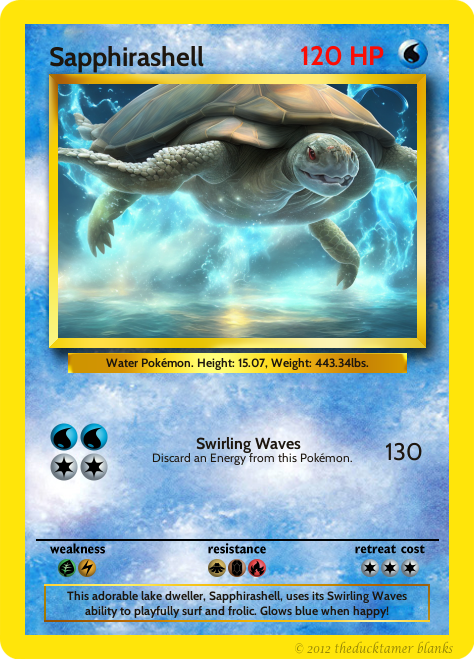 Sapphirashell 120 HP
Water Pokémon. Height: 15.07, Weight: 443.34lbs.
Swirling Waves
Discard an Energy from this Pokémon.
130
weakness resistance retreat cost
This adorable lake dweller, Sapphirashell, uses its Swirling Waves
ability to playfully surf and frolic. Glows blue when happy!
© 2012 theducktamer blanks